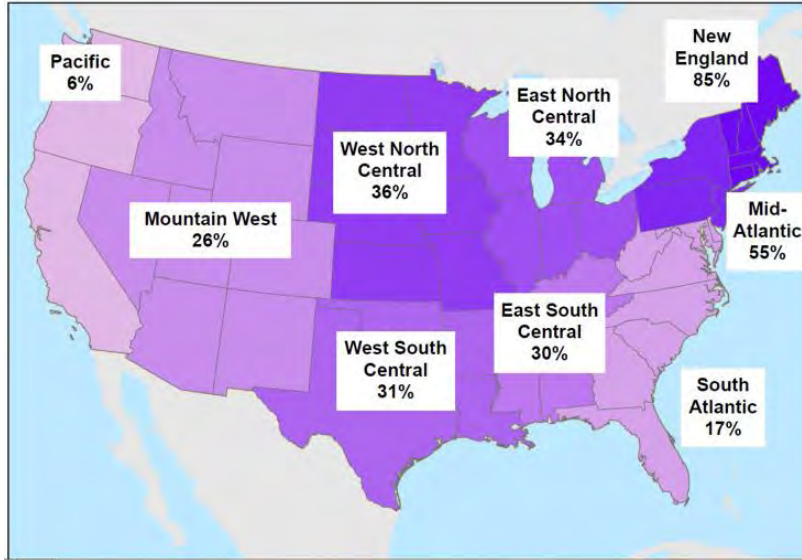 Pacific
6%
New
England
85%
East North
Central
34%
West North
Central
36%
Mountain West
26%
Mid-
Atlantic
55%
East South
Central
30%
West South
Central
31%
South
Atlantic
17%